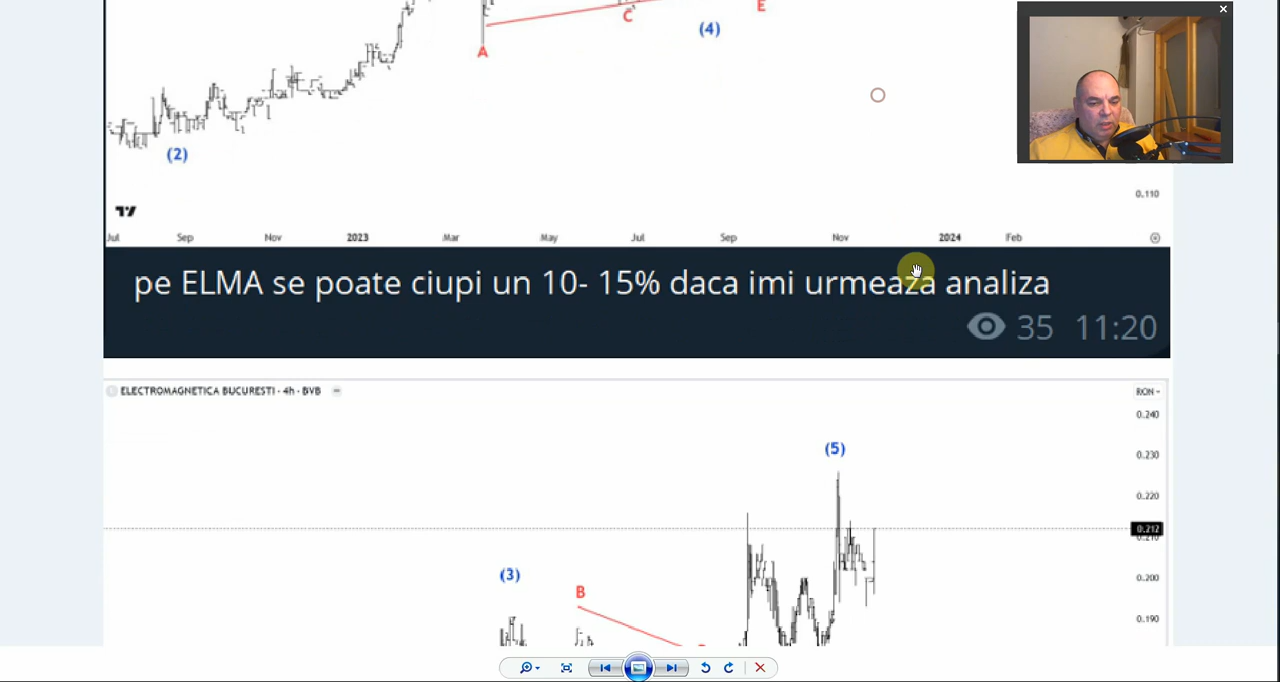 E
C
(4)
A
(2)
0.110
Jul Sep Nov 2023 Mar May Jul Sep Nov 2024 Feb
pe ELMA se poate ciupi un 10- 15% daca imi urmeaza analiza
35 11:20
ELECTROMAGNETICA BUCURESTI - 4h - BVB
RON
0.240
(5)
0.230
0.220
0.212
0.210
(3)
0.200
B
0.190